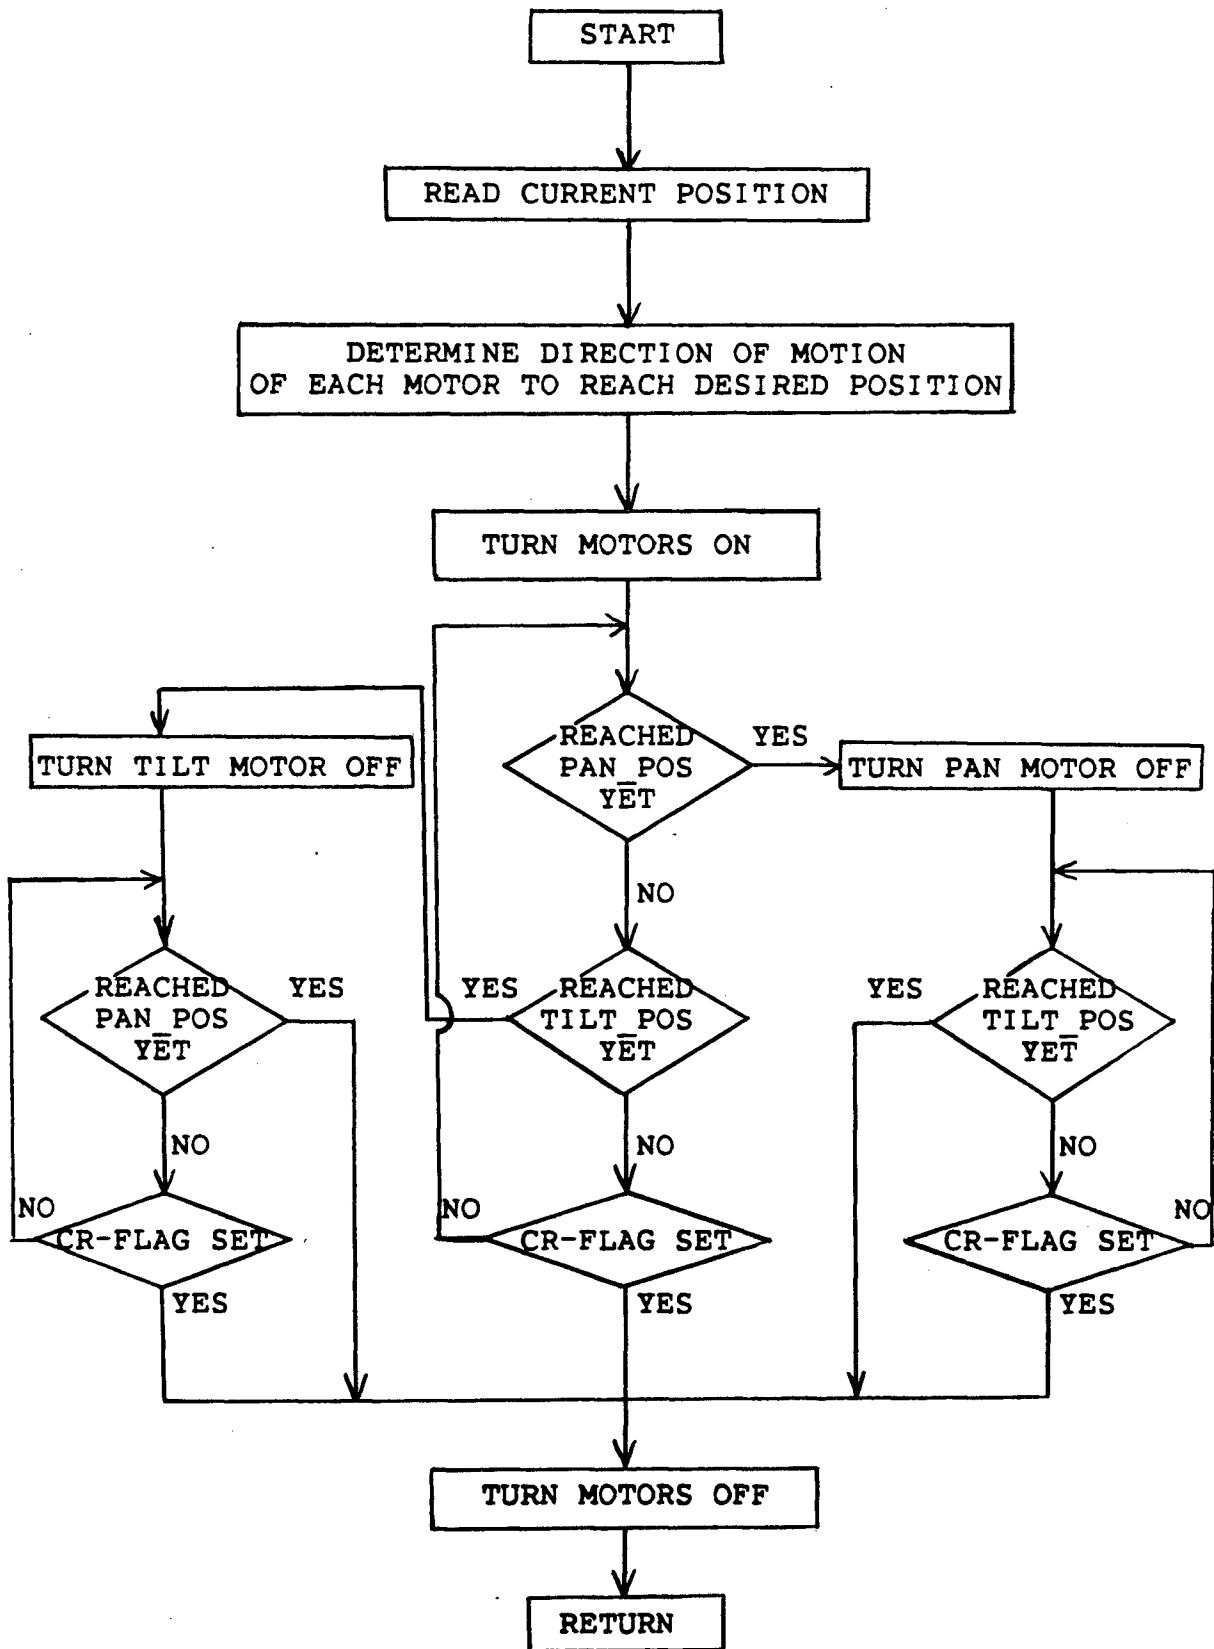 START
READ CURRENT POSITION
DETERMINE DIRECTION OF MOTION
OF EACH MOTOR TO REACH DESIRED POSITION
TURN MOTORS ON
REACHED
PAN_POS
YET
YES
NO
TURN TILT MOTOR OFF
TURN PAN MOTOR OFF
REACHED
PAN_POS
YET
YES
NO
YES
REACHED
TILT_POS
YET
NO
YES
REACHED
TILT_POS
YET
NO
NO
CR-FLAG SET
YES
NO
CR-FLAG SET
YES
CR-FLAG SET
NO
YES
TURN MOTORS OFF
RETURN